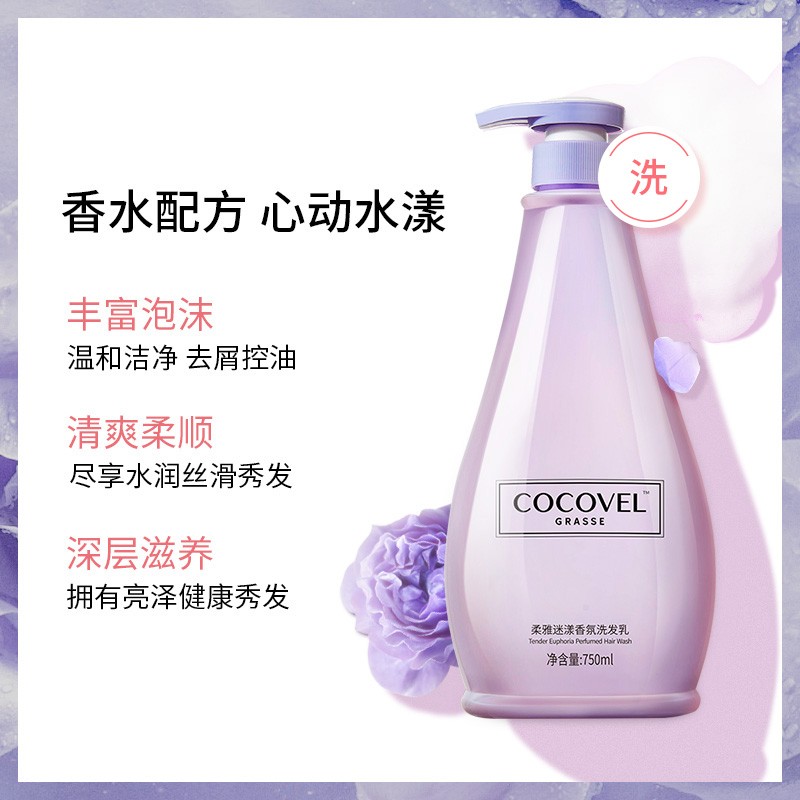 香水配方 心动水漾
洗
丰富泡沫
温和洁净 去屑控油
清爽柔顺
尽享水润丝滑秀发
深层滋养
拥有亮泽健康秀发
COCOVEL™
GRASSE
柔雅迷漾香氛洗发乳
Tender Euphoria Perfumed Hair Wash
净含量:750ml